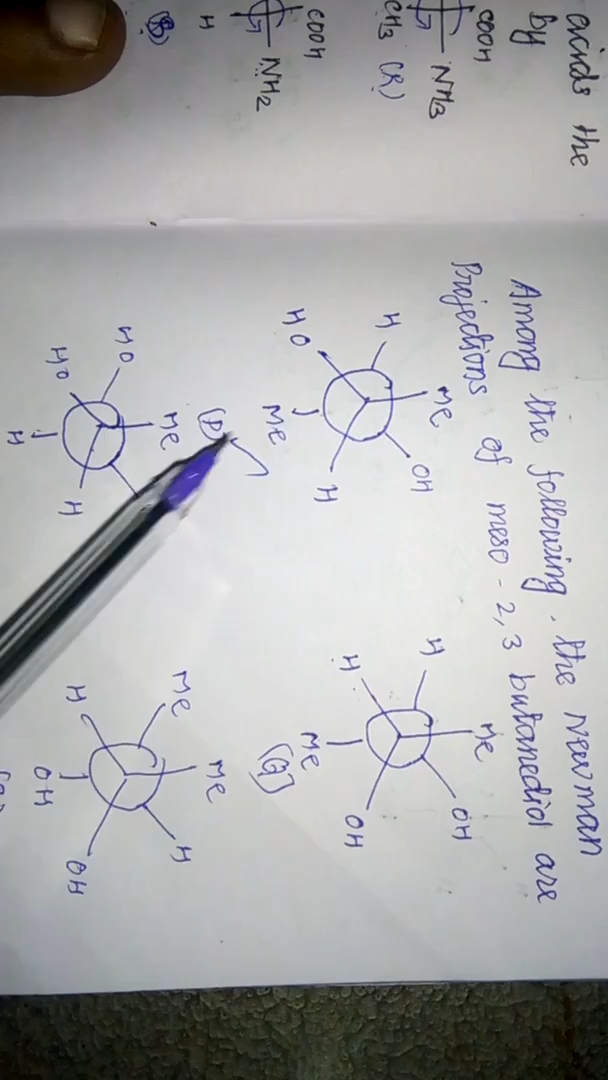 acids the
by
COOH
NH3
CH3 (R)
COOH
NH2
H
(B)
Among the following, the newman
Projections of meso-2,3 butanediol are
Me
H
OH
HO
H
Me
(P)
Me
H
OH
H
OH
Me
(Q)
Me
HO
HO
H
H
Me
Me
H
H
OH
OH